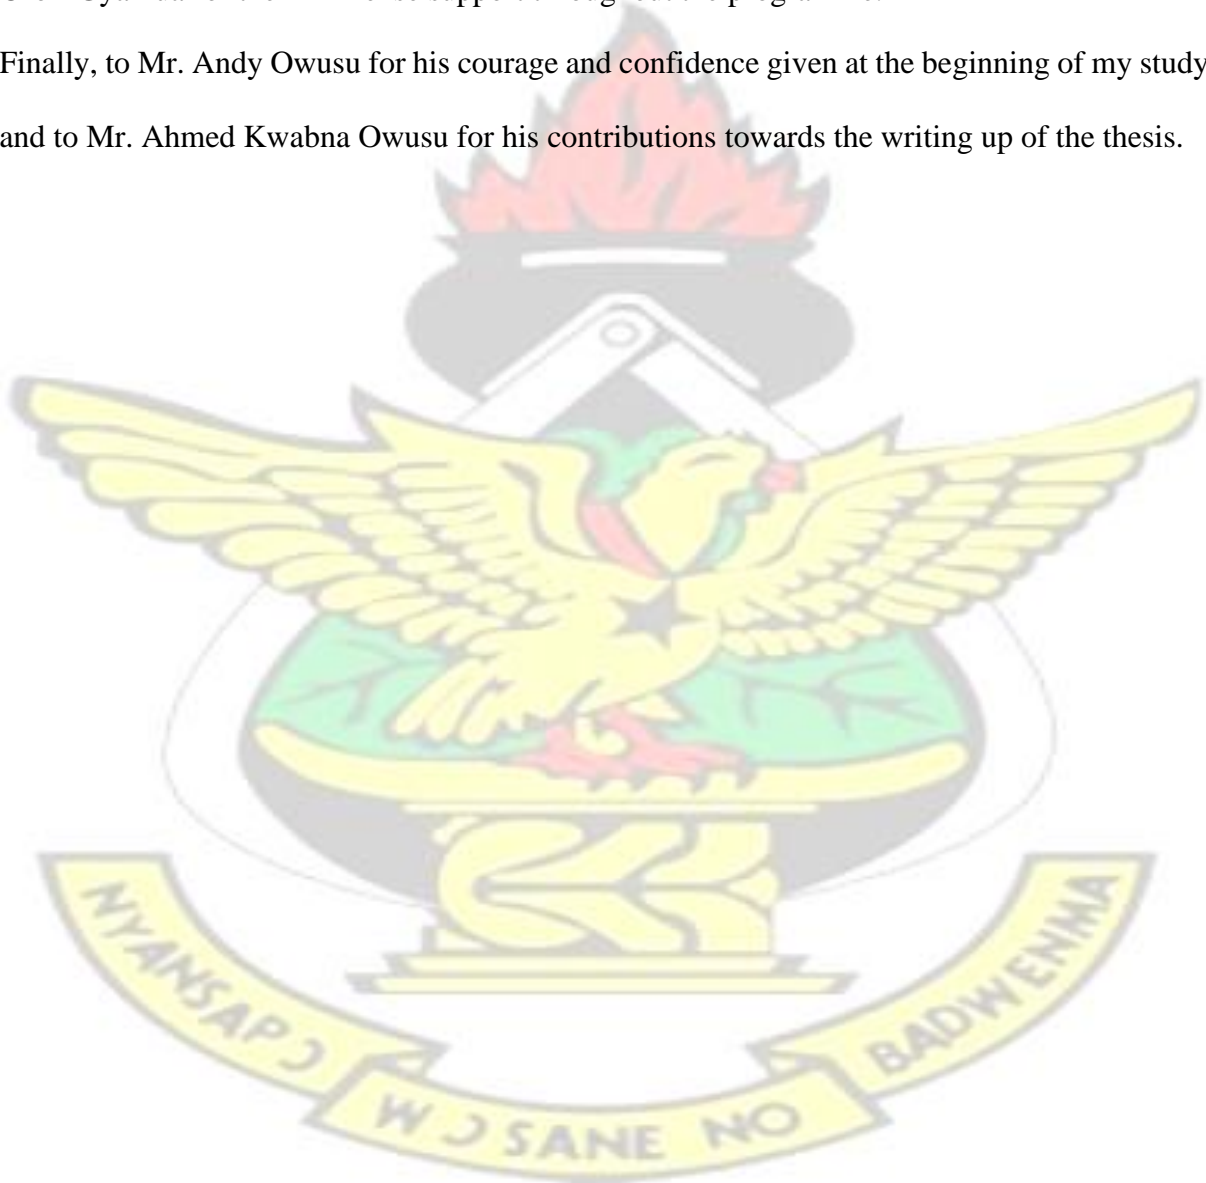 Finally, to Mr. Andy Owusu for his courage and confidence given at the beginning of my study
and to Mr. Ahmed Kwabna Owusu for his contributions towards the writing up of the thesis.
NYANSAPƆ
WƆSANE NO
BADWENMA